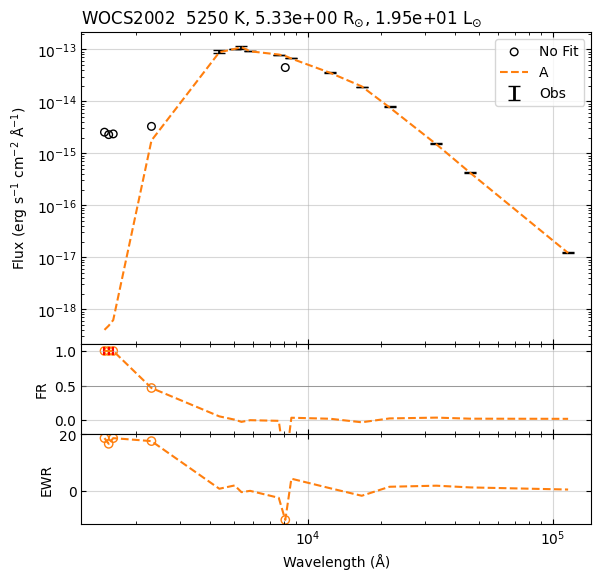 WOCS2002  5250 K, 5.33e+00 R⊙, 1.95e+01 L⊙
10⁻¹³
10⁻¹⁴
10⁻¹⁵
10⁻¹⁶
10⁻¹⁷
10⁻¹⁸
Flux (erg s⁻¹ cm⁻² Å⁻¹)
No Fit
A
Obs
1.0
0.5
0.0
FR
20
0
EWR
10⁴
10⁵
Wavelength (Å)